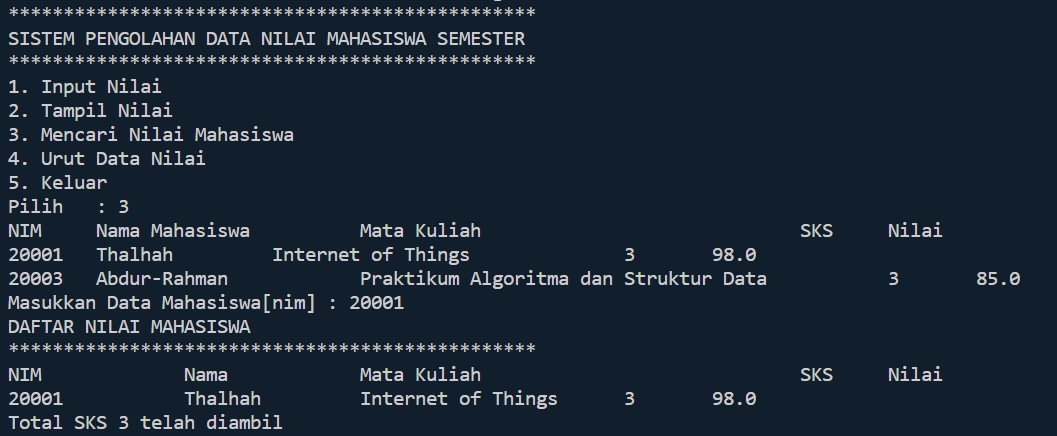 ************************************************
SISTEM PENGOLAHAN DATA NILAI MAHASISWA SEMESTER
************************************************
1. Input Nilai
2. Tampil Nilai
3. Mencari Nilai Mahasiswa
4. Urut Data Nilai
5. Keluar
Pilih   : 3
NIM     Nama Mahasiswa          Mata Kuliah                             SKS     Nilai
20001   Thalhah         Internet of Things              3       98.0
20003   Abdur-Rahman            Praktikum Algoritma dan Struktur Data           3       85.0
Masukkan Data Mahasiswa[nim] : 20001
DAFTAR NILAI MAHASISWA
************************************************
NIM             Nama            Mata Kuliah                             SKS     Nilai
20001           Thalhah         Internet of Things      3       98.0
Total SKS 3 telah diambil